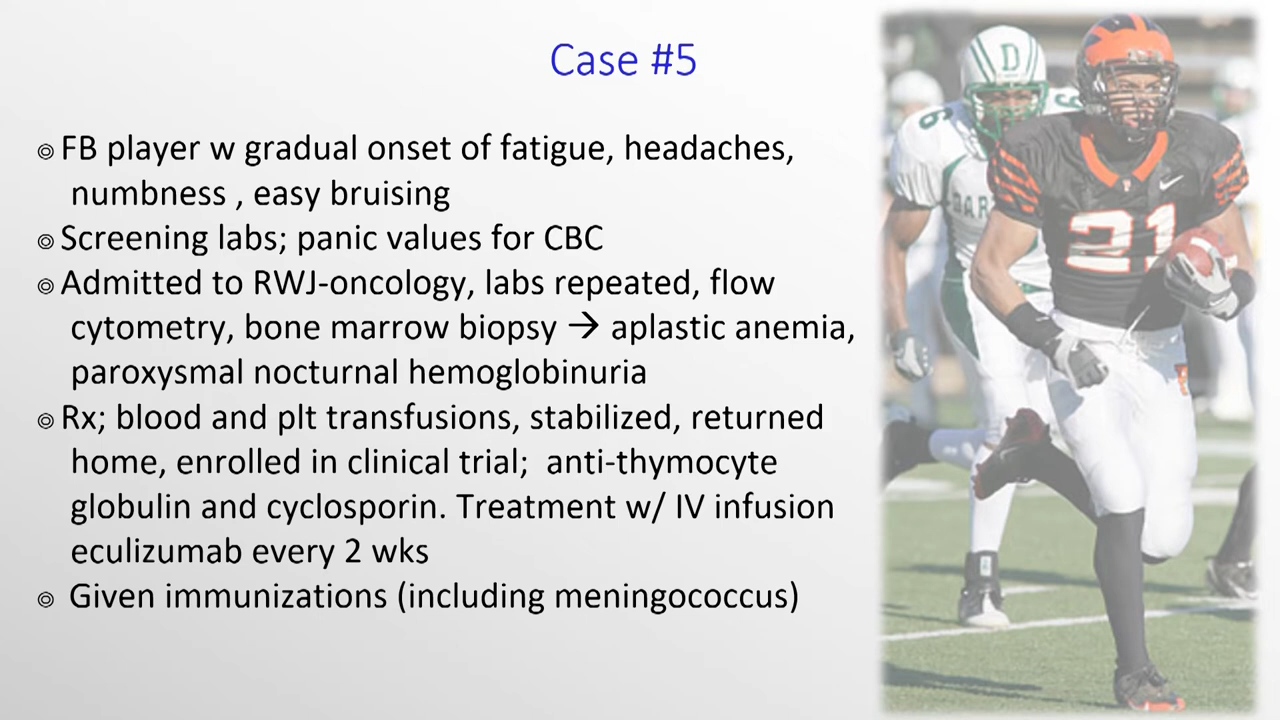 Case #5
◎ FB player w gradual onset of fatigue, headaches,
numbness , easy bruising
◎ Screening labs; panic values for CBC
◎ Admitted to RWJ-oncology, labs repeated, flow
cytometry, bone marrow biopsy → aplastic anemia,
paroxysmal nocturnal hemoglobinuria
◎ Rx; blood and plt transfusions, stabilized, returned
home, enrolled in clinical trial;  anti-thymocyte
globulin and cyclosporin. Treatment w/ IV infusion
eculizumab every 2 wks
◎ Given immunizations (including meningococcus)
D
6
DAR
21